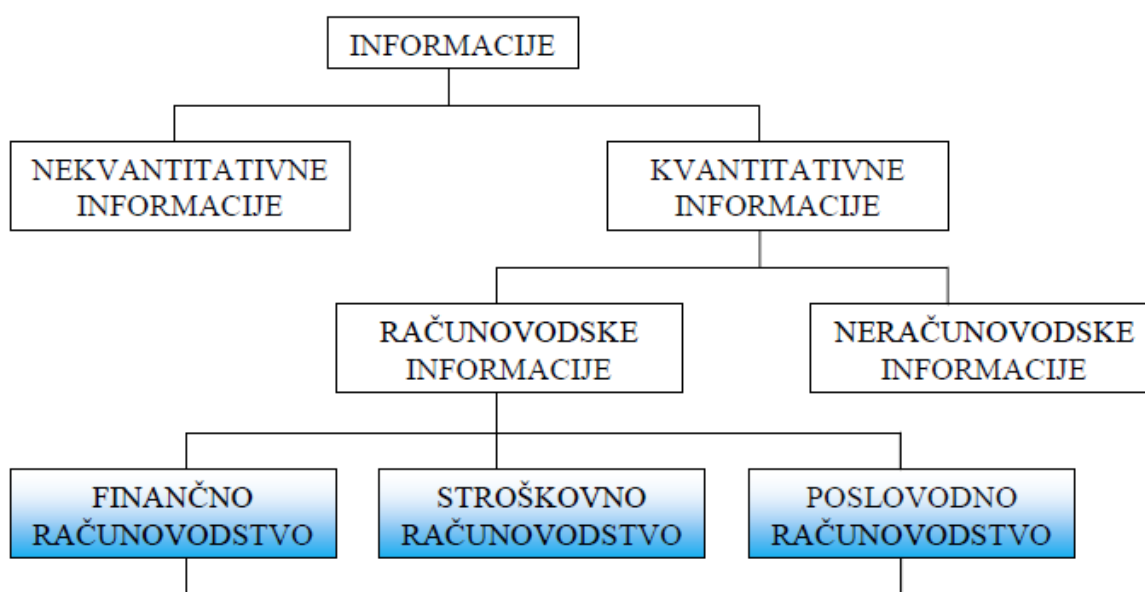 INFORMACIJE
NEKVANTITATIVNE
INFORMACIJE
KVANTITATIVNE
INFORMACIJE
RAČUNOVODSKE
INFORMACIJE
NERAČUNOVODSKE
INFORMACIJE
FINANČNO
RAČUNOVODSTVO
STROŠKOVNO
RAČUNOVODSTVO
POSLOVODNO
RAČUNOVODSTVO